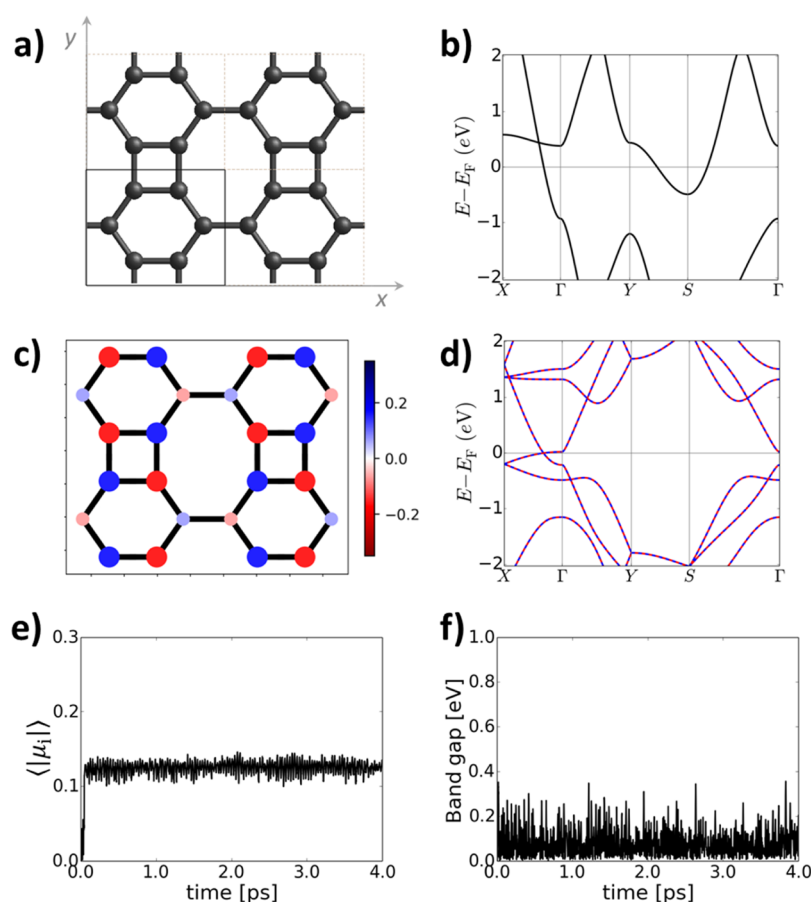 a)
y
x
b)
E−E_F (eV)
2
1
0
−1
−2
X Γ Y S Γ
c)
0.2
0.0
−0.2
d)
E−E_F (eV)
2
1
0
−1
−2
X Γ Y S Γ
e)
⟨|μ_i|⟩
0.3
0.2
0.1
0.0
0.0 1.0 2.0 3.0 4.0
time [ps]
f)
Band gap [eV]
1.0
0.8
0.6
0.4
0.2
0.0
0.0 1.0 2.0 3.0 4.0
time [ps]